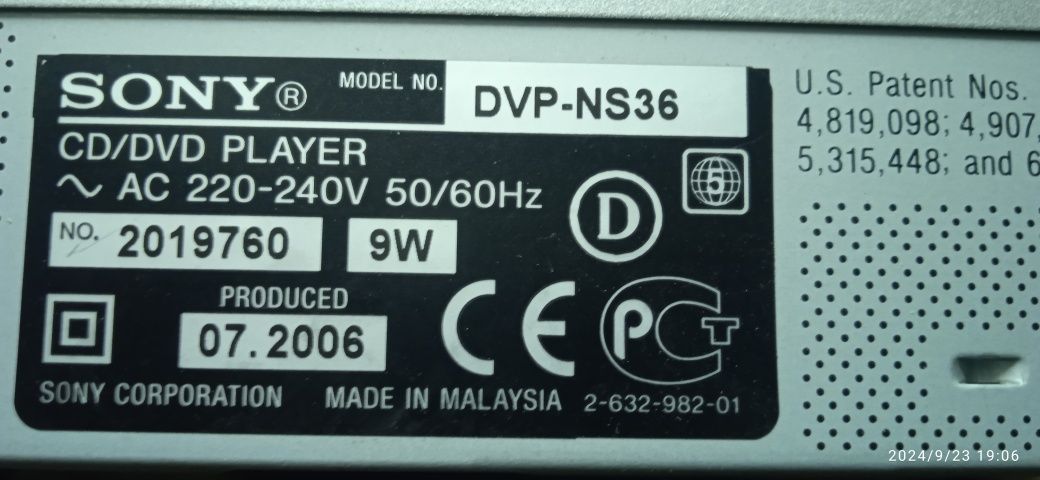 SONY® MODEL NO. DVP-NS36
CD/DVD PLAYER
~ AC 220-240V 50/60Hz
5
D
NO. 2019760 9W
PRODUCED
07.2006
CE
PCT
SONY CORPORATION MADE IN MALAYSIA 2-632-982-01
U.S. Patent Nos.
4,819,098; 4,907,
5,315,448; and 6
2024/9/23 19:06